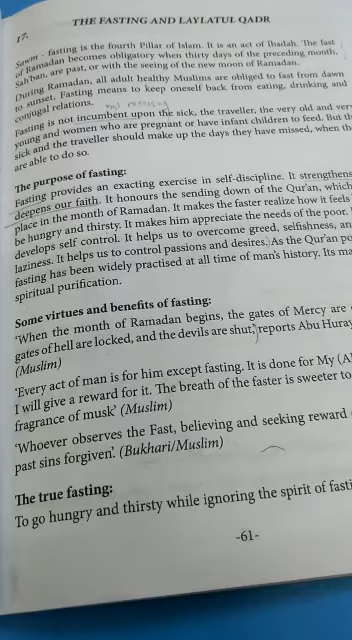 17.
THE FASTING AND LAYLATUL QADR
Sawm - fasting is the fourth Pillar of Islam. It is an act of Ibadah. The fast
of Ramadan becomes obligatory when thirty days of the preceding month,
Sah'ban, are past, or with the seeing of the new moon of Ramadan.
During Ramadan, all adult healthy Muslims are obliged to fast from dawn
to sunset. Fasting means to keep oneself back from eating, drinking and
conjugal relations.
Fasting is not incumbent upon the sick, the traveller, the very old and very
young and women who are pregnant or have infant children to feed. But th
sick and the traveller should make up the days they have missed, when th
are able to do so.
The purpose of fasting:
Fasting provides an exacting exercise in self-discipline. It strengthens
deepens our faith. It honours the sending down of the Qur'an, which
place in the month of Ramadan. It makes the faster realize how it feels
be hungry and thirsty. It makes him appreciate the needs of the poor.
develops self control. It helps us to overcome greed, selfishness, an
laziness. It helps us to control passions and desires. As the Qur'an po
fasting has been widely practised at all time of man's history. Its ma
spiritual purification.
Some virtues and benefits of fasting:
'When the month of Ramadan begins, the gates of Mercy are
gates of hell are locked, and the devils are shut,' reports Abu Huray
(Muslim)
'Every act of man is for him except fasting. It is done for My (A
I will give a reward for it. The breath of the faster is sweeter to
fragrance of musk' (Muslim)
'Whoever observes the Fast, believing and seeking reward
past sins forgiven'. (Bukhari/Muslim)
The true fasting:
To go hungry and thirsty while ignoring the spirit of fasti
-61-